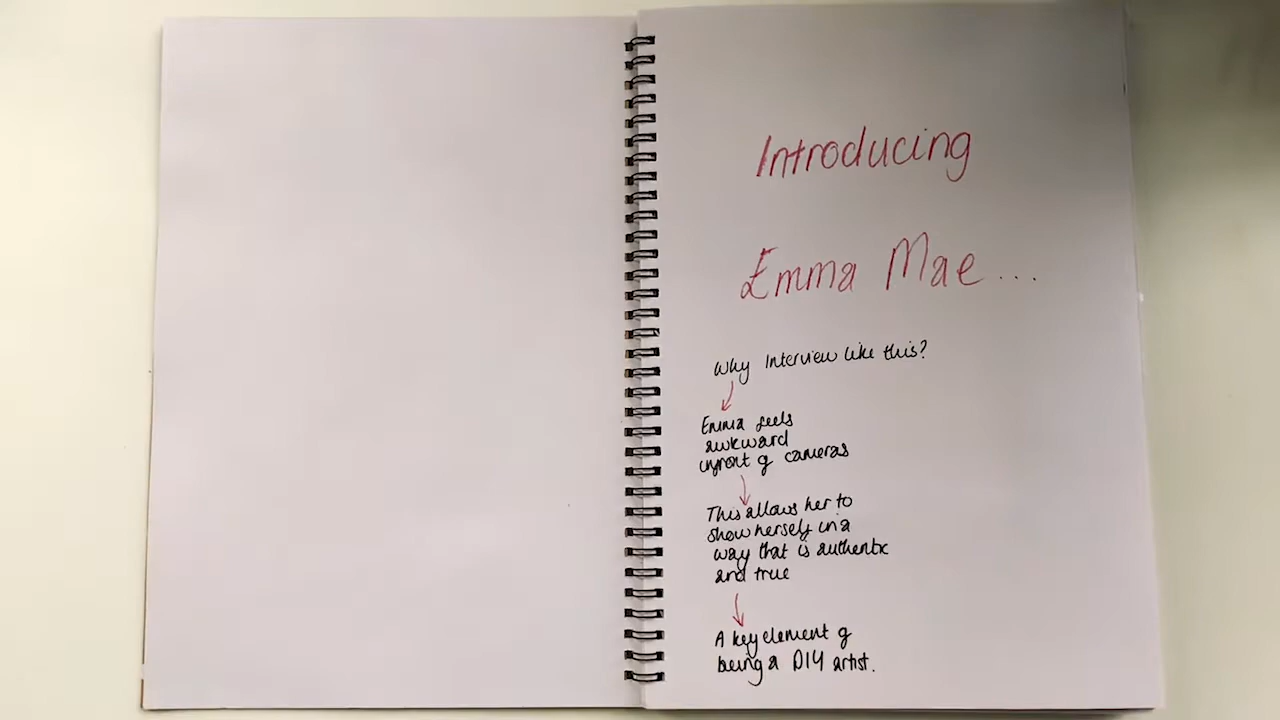 Introducing
Emma Mae...
Why Interview like this?
Emma feels
awkward
infront of cameras
This allows her to
show herself in a
way that is authentic
and true
A key element of
being a DIY artist.